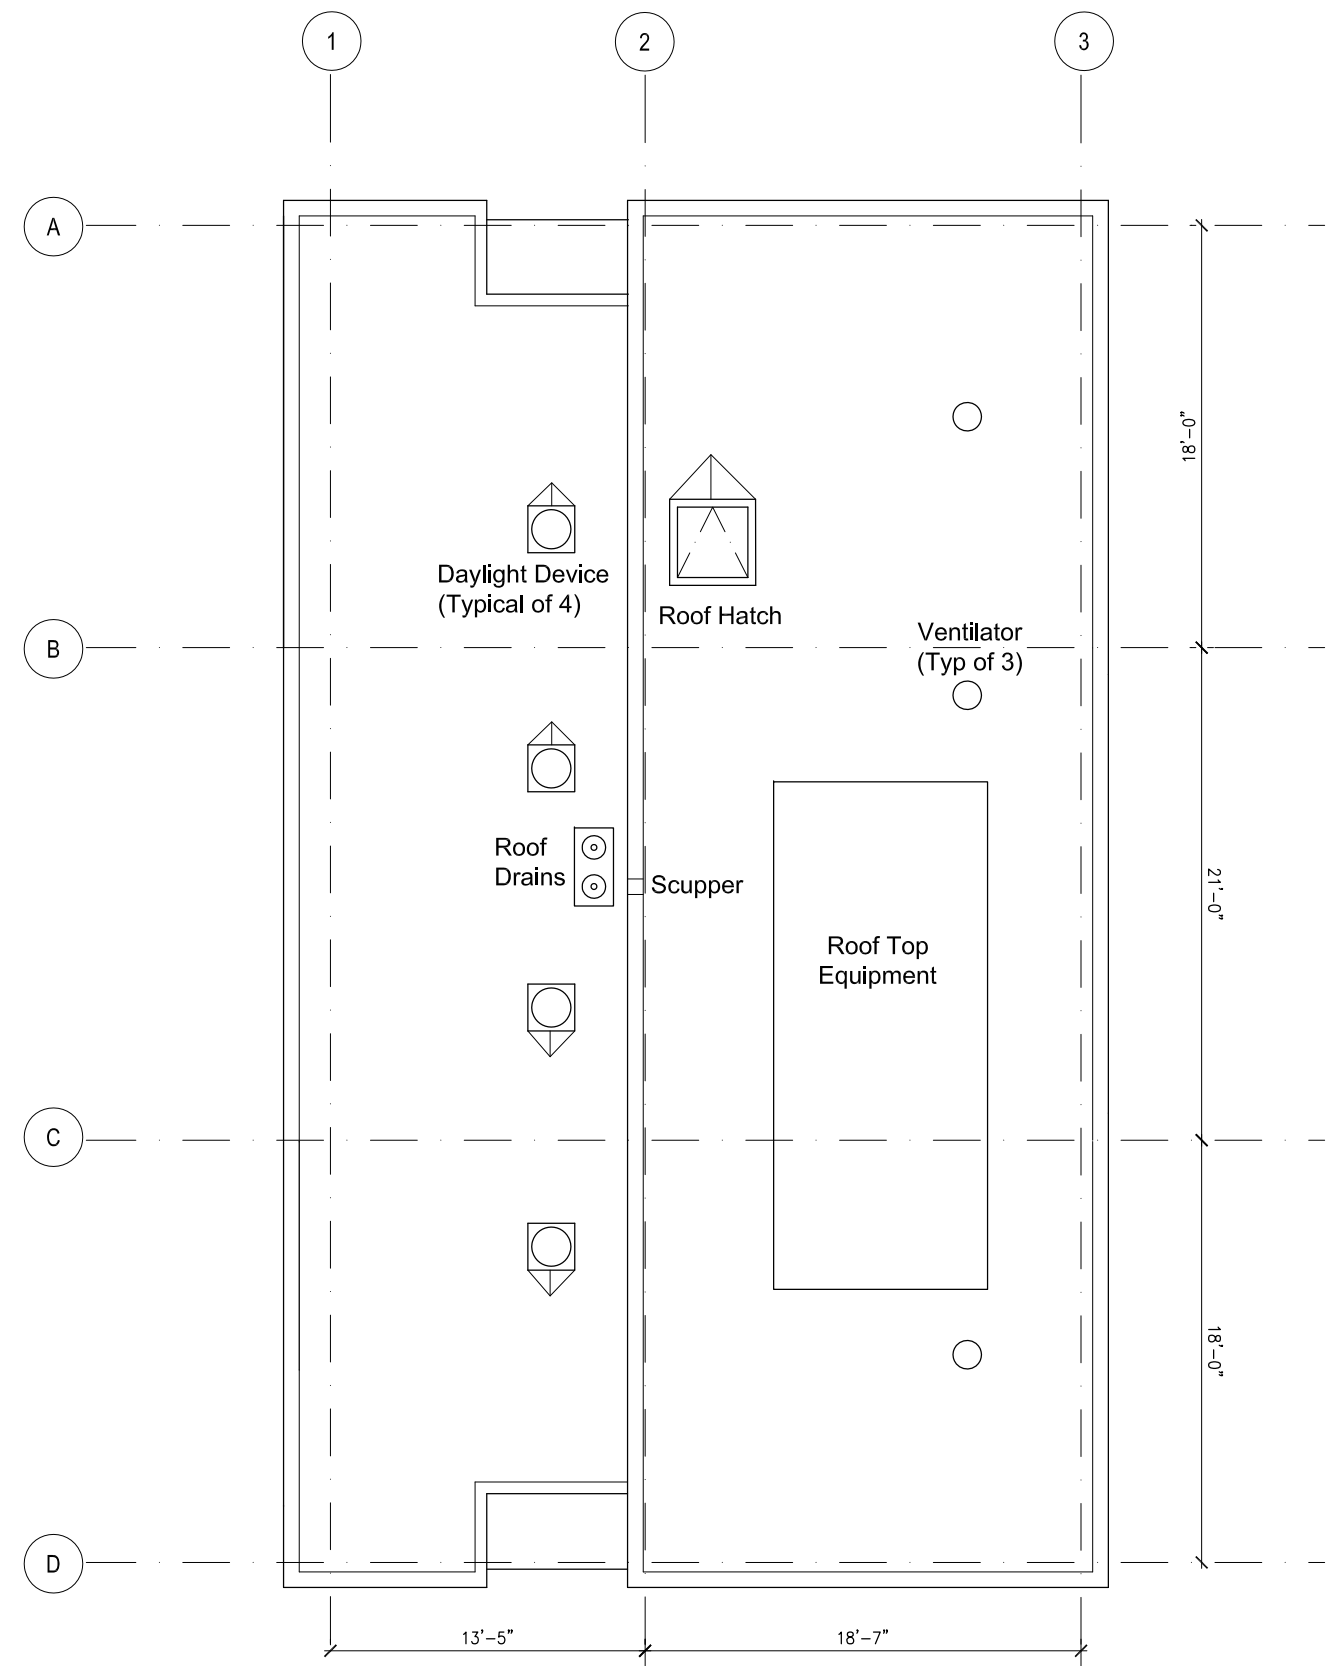 1
2
3
A
18’-0”
Daylight Device
(Typical of 4)
Roof Hatch
B
Ventilator
(Typ of 3)
Roof
Drains
Scupper
21’-0”
Roof Top
Equipment
C
18’-0”
D
13’-5”
18’-7”